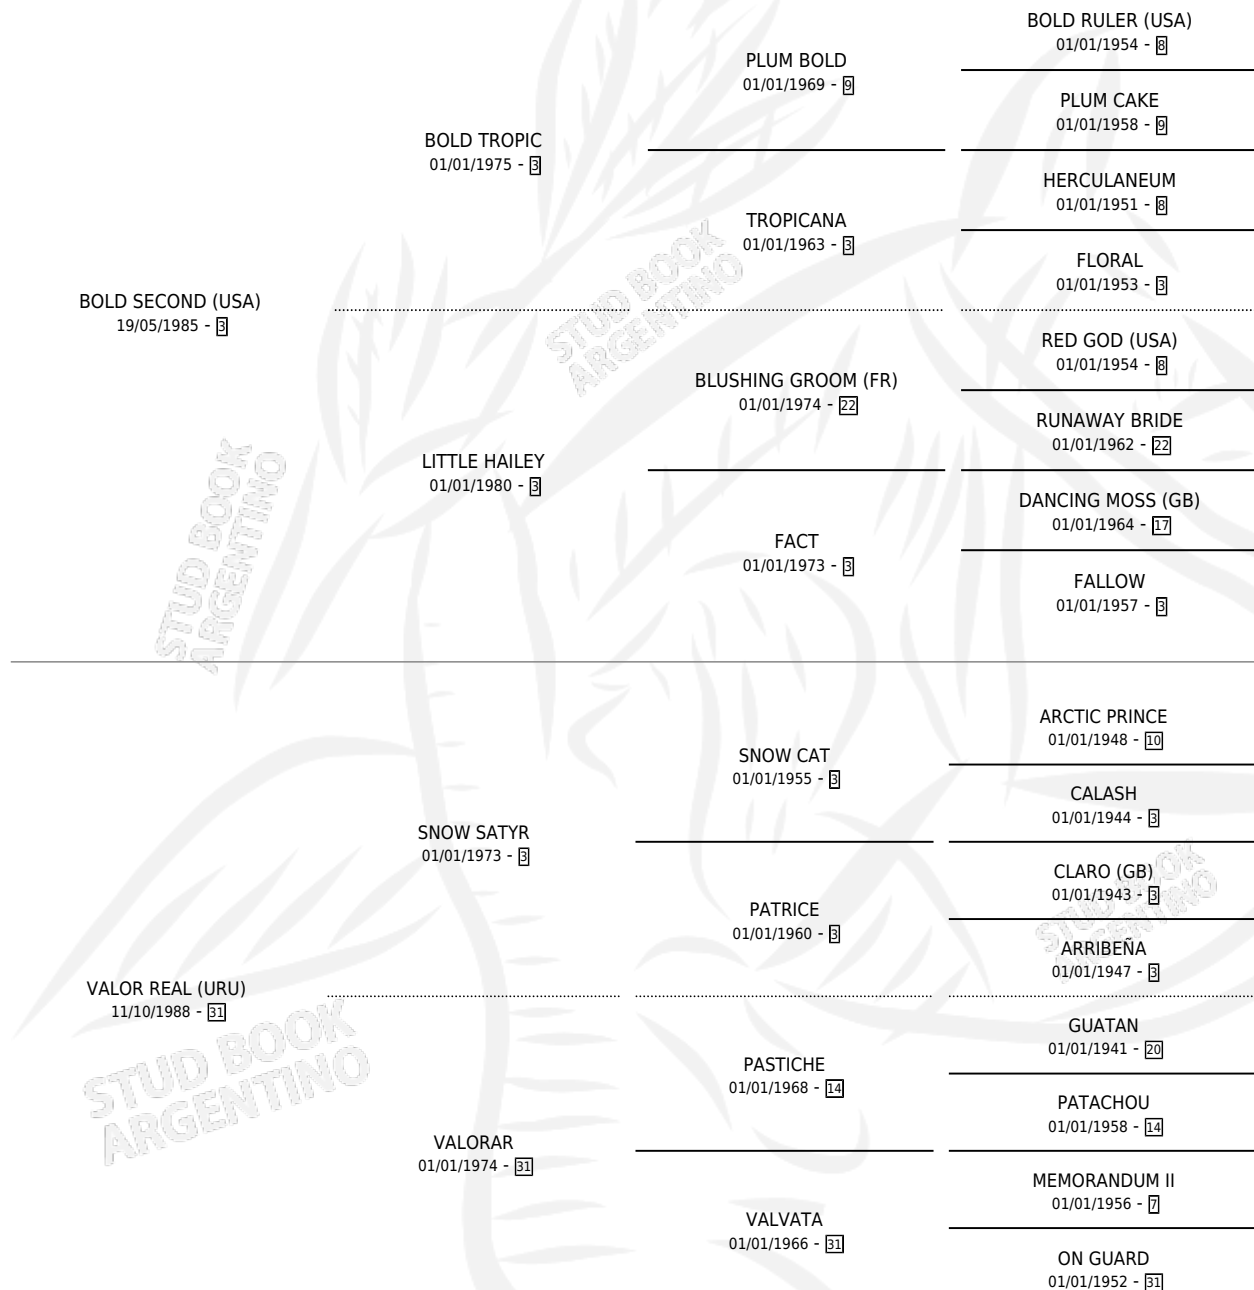 BOLD RULER (USA)
01/01/1954 - 8
PLUM BOLD
01/01/1969 - 9
PLUM CAKE
01/01/1958 - 9
BOLD TROPIC
01/01/1975 - 3
HERCULANEUM
01/01/1951 - 8
TROPICANA
01/01/1963 - 3
FLORAL
01/01/1953 - 3
BOLD SECOND (USA)
19/05/1985 - 3
RED GOD (USA)
01/01/1954 - 8
BLUSHING GROOM (FR)
01/01/1974 - 22
RUNAWAY BRIDE
01/01/1962 - 22
LITTLE HAILEY
01/01/1980 - 3
DANCING MOSS (GB)
01/01/1964 - 17
FACT
01/01/1973 - 3
FALLOW
01/01/1957 - 3
ARCTIC PRINCE
01/01/1948 - 10
SNOW CAT
01/01/1955 - 3
CALASH
01/01/1944 - 3
SNOW SATYR
01/01/1973 - 3
CLARO (GB)
01/01/1943 - 3
PATRICE
01/01/1960 - 3
ARRIBEÑA
01/01/1947 - 3
VALOR REAL (URU)
11/10/1988 - 31
GUATAN
01/01/1941 - 20
PASTICHE
01/01/1968 - 14
PATACHOU
01/01/1958 - 14
VALORAR
01/01/1974 - 31
MEMORANDUM II
01/01/1956 - 7
VALVATA
01/01/1966 - 31
ON GUARD
01/01/1952 - 31
STUD BOOK
ARGENTINO
STUD BOOK
ARGENTINO
STUD BOOK
ARGENTINO
STUD BOOK
ARGENTINO